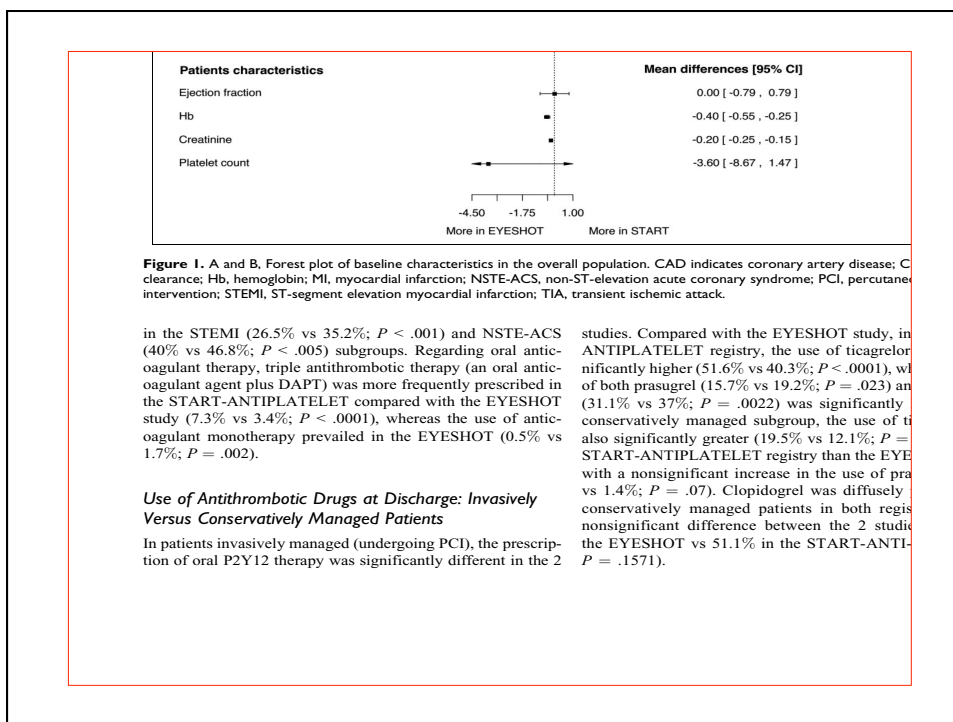 Patients characteristics Mean differences [95% CI]
Ejection fraction 0.00 [ -0.79 , 0.79 ]
Hb -0.40 [ -0.55 , -0.25 ]
Creatinine -0.20 [ -0.25 , -0.15 ]
Platelet count -3.60 [ -8.67 , 1.47 ]
-4.50 -1.75 1.00
More in EYESHOT More in START
Figure 1. A and B, Forest plot of baseline characteristics in the overall population. CAD indicates coronary artery disease; C
clearance; Hb, hemoglobin; MI, myocardial infarction; NSTE-ACS, non-ST-elevation acute coronary syndrome; PCI, percutane
intervention; STEMI, ST-segment elevation myocardial infarction; TIA, transient ischemic attack.
in the STEMI (26.5% vs 35.2%; P < .001) and NSTE-ACS
(40% vs 46.8%; P < .005) subgroups. Regarding oral antic-
oagulant therapy, triple antithrombotic therapy (an oral antic-
oagulant agent plus DAPT) was more frequently prescribed in
the START-ANTIPLATELET compared with the EYESHOT
study (7.3% vs 3.4%; P < .0001), whereas the use of antic-
oagulant monotherapy prevailed in the EYESHOT (0.5% vs
1.7%; P = .002).
Use of Antithrombotic Drugs at Discharge: Invasively
Versus Conservatively Managed Patients
In patients invasively managed (undergoing PCI), the prescrip-
tion of oral P2Y12 therapy was significantly different in the 2
studies. Compared with the EYESHOT study, in
ANTIPLATELET registry, the use of ticagrelor
nificantly higher (51.6% vs 40.3%; P < .0001), wh
of both prasugrel (15.7% vs 19.2%; P = .023) an
(31.1% vs 37%; P = .0022) was significantly
conservatively managed subgroup, the use of ti
also significantly greater (19.5% vs 12.1%; P =
START-ANTIPLATELET registry than the EYE
with a nonsignificant increase in the use of pra
vs 1.4%; P = .07). Clopidogrel was diffusely
conservatively managed patients in both regis
nonsignificant difference between the 2 studie
the EYESHOT vs 51.1% in the START-ANTI-
P = .1571).